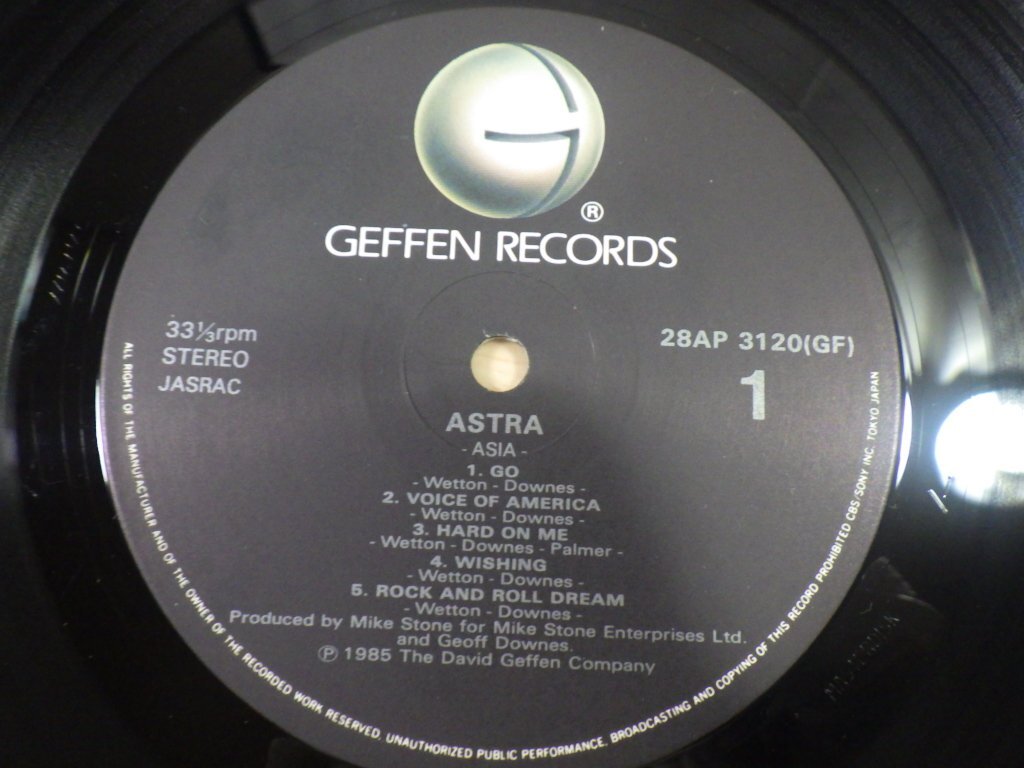 ®
GEFFEN RECORDS
33⅓rpm
STEREO
JASRAC
28AP 3120(GF)
1
ASTRA
- ASIA -
1. GO
- Wetton - Downes -
2. VOICE OF AMERICA
- Wetton - Downes -
3. HARD ON ME
- Wetton - Downes - Palmer -
4. WISHING
- Wetton - Downes -
5. ROCK AND ROLL DREAM
- Wetton - Downes -
Produced by Mike Stone for Mike Stone Enterprises Ltd.
and Geoff Downes.
℗ 1985 The David Geffen Company
ALL RIGHTS OF THE MANUFACTURER AND OF THE OWNER OF THE RECORDED WORK RESERVED. UNAUTHORIZED PUBLIC PERFORMANCE. BROADCASTING AND COPYING OF THIS RECORD PROHIBITED CBS/SONY INC. TOKYO JAPAN